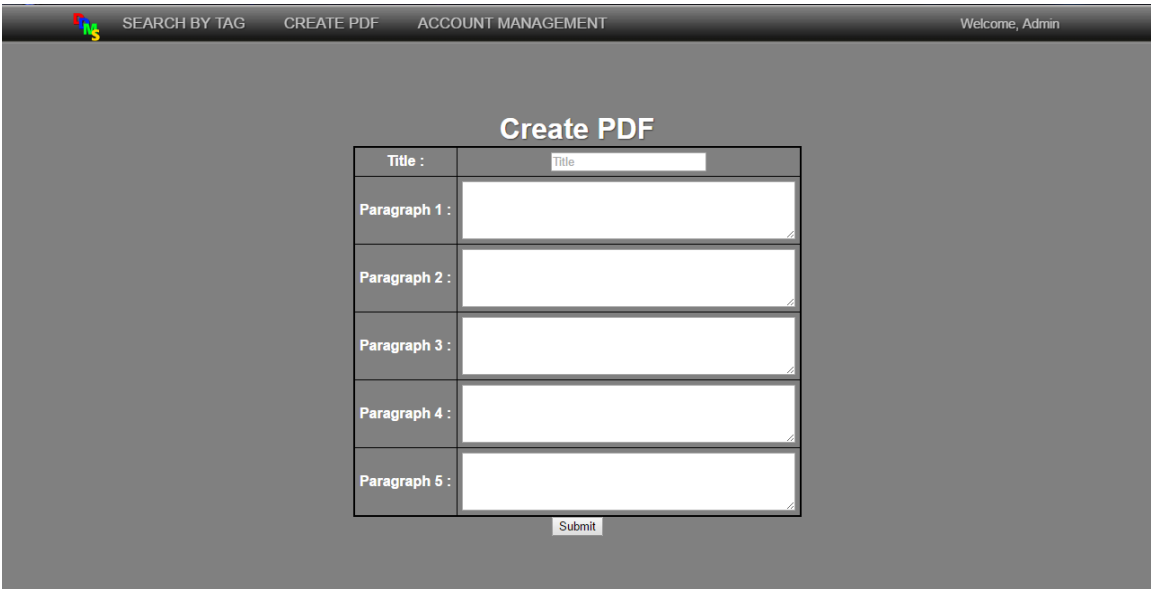 DMS SEARCH BY TAG CREATE PDF ACCOUNT MANAGEMENT Welcome, Admin
Create PDF
Title : Title
Paragraph 1 :
Paragraph 2 :
Paragraph 3 :
Paragraph 4 :
Paragraph 5 :
Submit